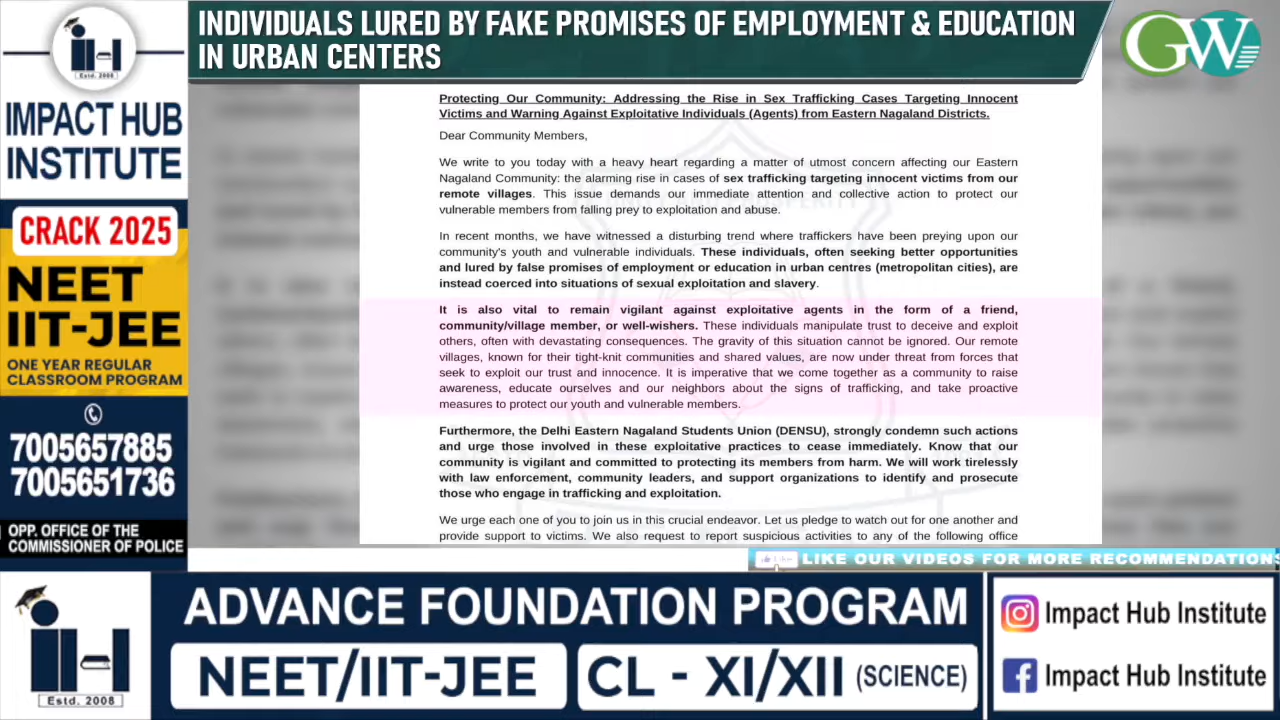 INDIVIDUALS LURED BY FAKE PROMISES OF EMPLOYMENT & EDUCATION
IN URBAN CENTERS
GW
iH
Estd. 2008
IMPACT HUB
INSTITUTE
CRACK 2025
NEET
IIT-JEE
ONE YEAR REGULAR
CLASSROOM PROGRAM
7005657885
7005651736
OPP. OFFICE OF THE
COMMISSIONER OF POLICE
Protecting Our Community: Addressing the Rise in Sex Trafficking Cases Targeting Innocent
Victims and Warning Against Exploitative Individuals (Agents) from Eastern Nagaland Districts.
Dear Community Members,
We write to you today with a heavy heart regarding a matter of utmost concern affecting our Eastern
Nagaland Community: the alarming rise in cases of sex trafficking targeting innocent victims from our
remote villages. This issue demands our immediate attention and collective action to protect our
vulnerable members from falling prey to exploitation and abuse.
In recent months, we have witnessed a disturbing trend where traffickers have been preying upon our
community's youth and vulnerable individuals. These individuals, often seeking better opportunities
and lured by false promises of employment or education in urban centres (metropolitan cities), are
instead coerced into situations of sexual exploitation and slavery.
It is also vital to remain vigilant against exploitative agents in the form of a friend,
community/village member, or well-wishers. These individuals manipulate trust to deceive and exploit
others, often with devastating consequences. The gravity of this situation cannot be ignored. Our remote
villages, known for their tight-knit communities and shared values, are now under threat from forces that
seek to exploit our trust and innocence. It is imperative that we come together as a community to raise
awareness, educate ourselves and our neighbors about the signs of trafficking, and take proactive
measures to protect our youth and vulnerable members.
Furthermore, the Delhi Eastern Nagaland Students Union (DENSU), strongly condemn such actions
and urge those involved in these exploitative practices to cease immediately. Know that our
community is vigilant and committed to protecting its members from harm. We will work tirelessly
with law enforcement, community leaders, and support organizations to identify and prosecute
those who engage in trafficking and exploitation.
We urge each one of you to join us in this crucial endeavor. Let us pledge to watch out for one another and
provide support to victims. We also request to report suspicious activities to any of the following office
LIKE OUR VIDEOS FOR MORE RECOMMENDATIONS
iH
Estd. 2008
ADVANCE FOUNDATION PROGRAM
NEET/IIT-JEE
CL - XI/XII (SCIENCE)
Impact Hub Institute
Impact Hub Institute